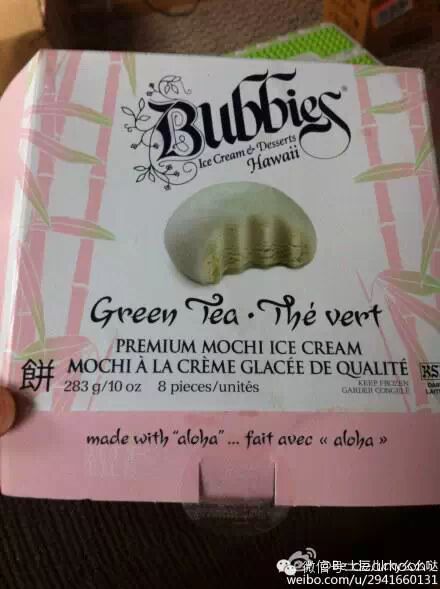 Bubbies®
Ice Cream & Desserts
Hawaii
Green Tea · Thé vert
PREMIUM MOCHI ICE CREAM
餅 MOCHI À LA CRÈME GLACÉE DE QUALITÉ
283 g/10 oz 8 pieces/unités
KEEP FROZEN
GARDER CONGELÉ
made with "aloha" ... fait avec « aloha »
weibo.com/u/2941660131